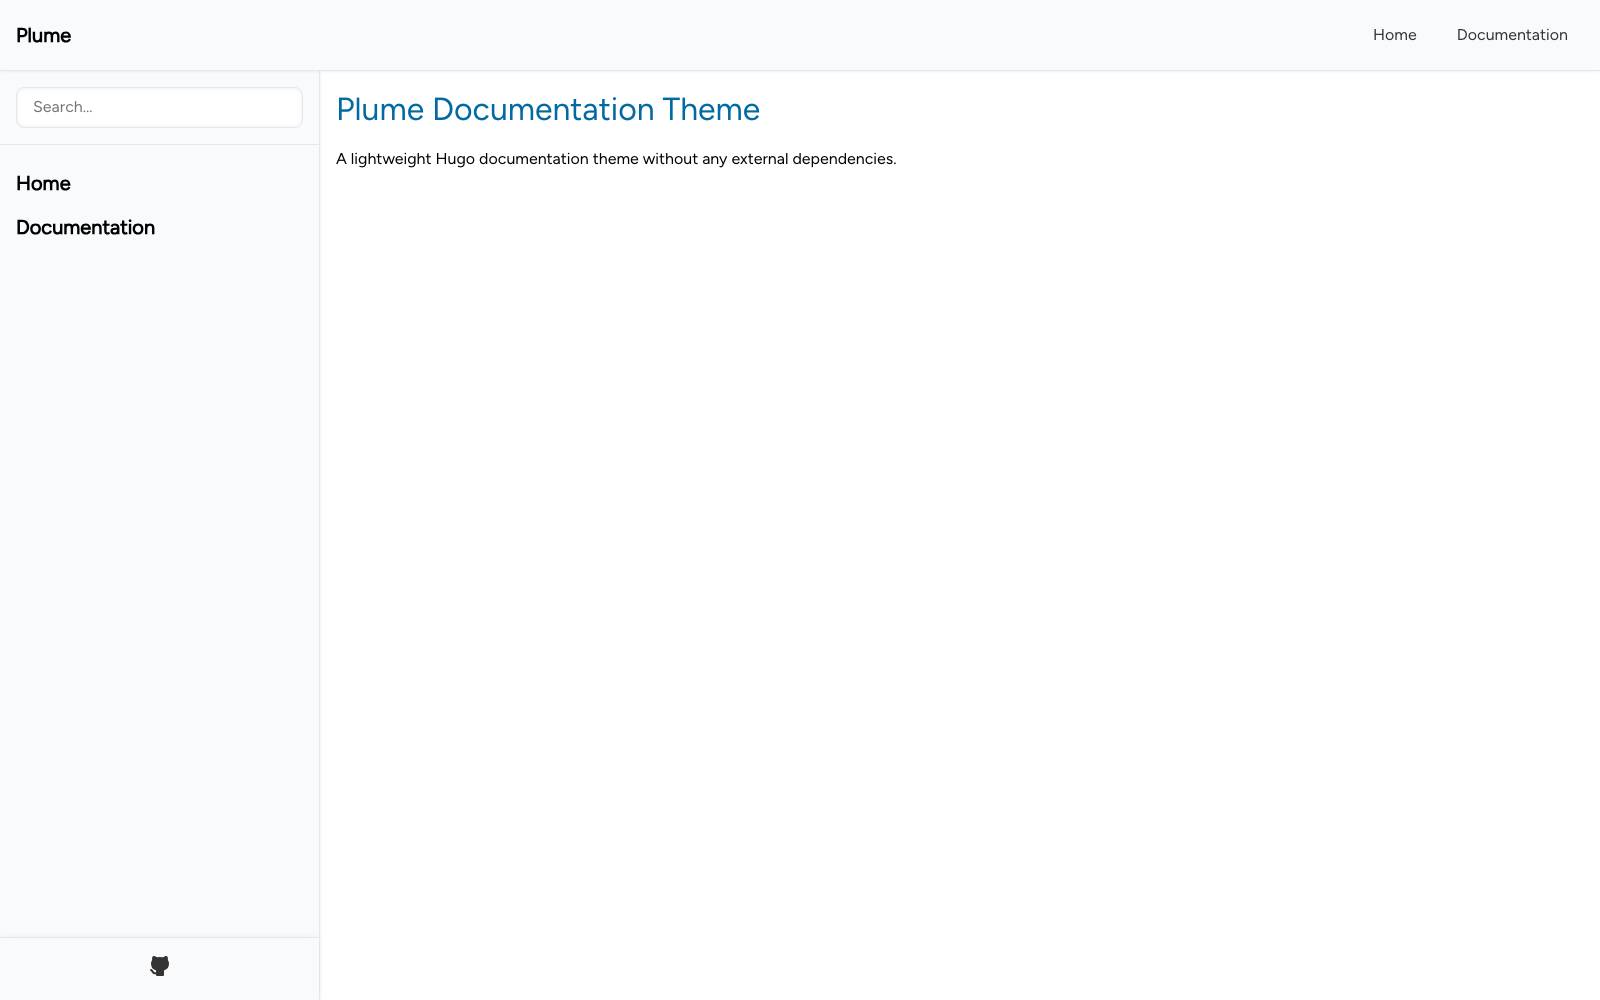 Plume
Home
Documentation
Search...
Home
Documentation
Plume Documentation Theme
A lightweight Hugo documentation theme without any external dependencies.